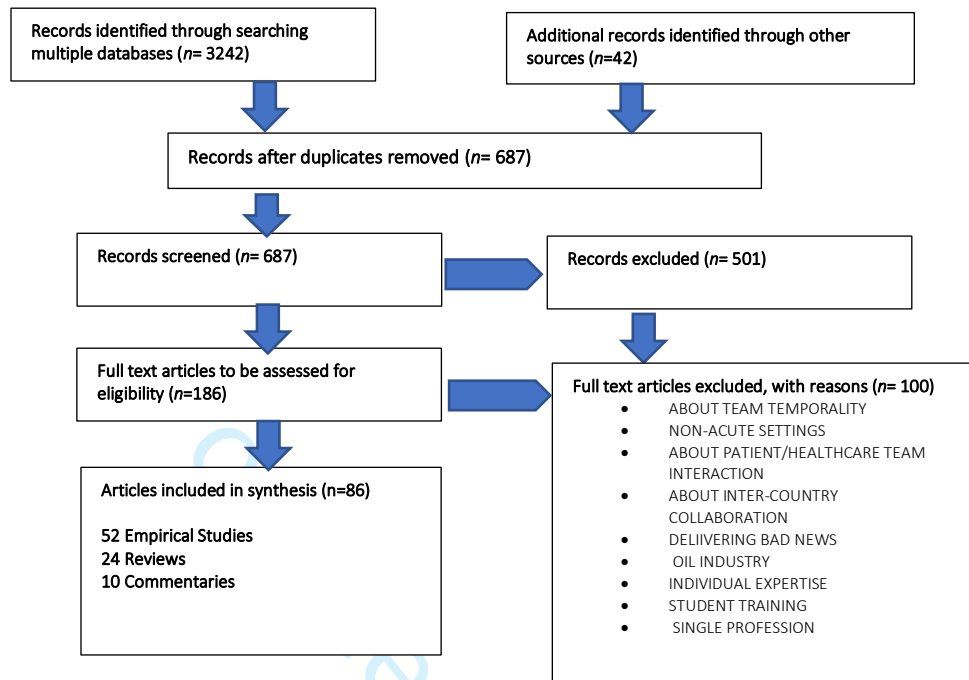 Records identified through searching
multiple databases (n= 3242)
Additional records identified through other
sources (n=42)
Records after duplicates removed (n= 687)
Records screened (n= 687)
Records excluded (n= 501)
Full text articles to be assessed for
eligibility (n=186)
Full text articles excluded, with reasons (n= 100)
• ABOUT TEAM TEMPORALITY
• NON-ACUTE SETTINGS
• ABOUT PATIENT/HEALTHCARE TEAM
INTERACTION
• ABOUT INTER-COUNTRY
COLLABORATION
• DELIIVERING BAD NEWS
• OIL INDUSTRY
• INDIVIDUAL EXPERTISE
• STUDENT TRAINING
• SINGLE PROFESSION
Articles included in synthesis (n=86)
52 Empirical Studies
24 Reviews
10 Commentaries